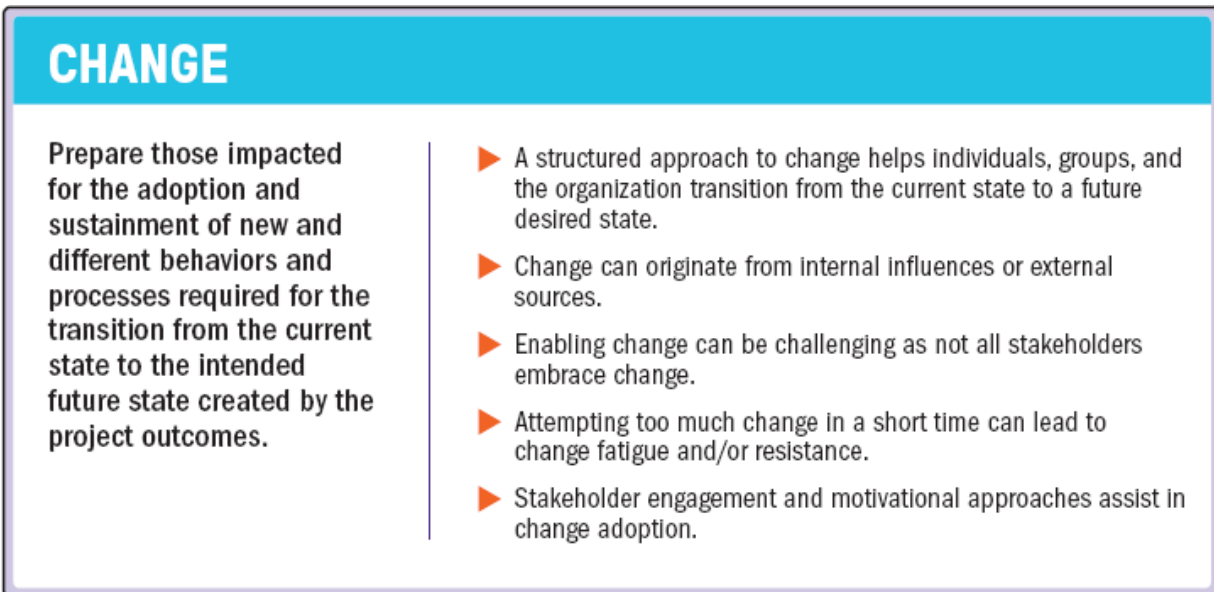 CHANGE
Prepare those impacted
for the adoption and
sustainment of new and
different behaviors and
processes required for the
transition from the current
state to the intended
future state created by the
project outcomes.
A structured approach to change helps individuals, groups, and
the organization transition from the current state to a future
desired state.
Change can originate from internal influences or external
sources.
Enabling change can be challenging as not all stakeholders
embrace change.
Attempting too much change in a short time can lead to
change fatigue and/or resistance.
Stakeholder engagement and motivational approaches assist in
change adoption.